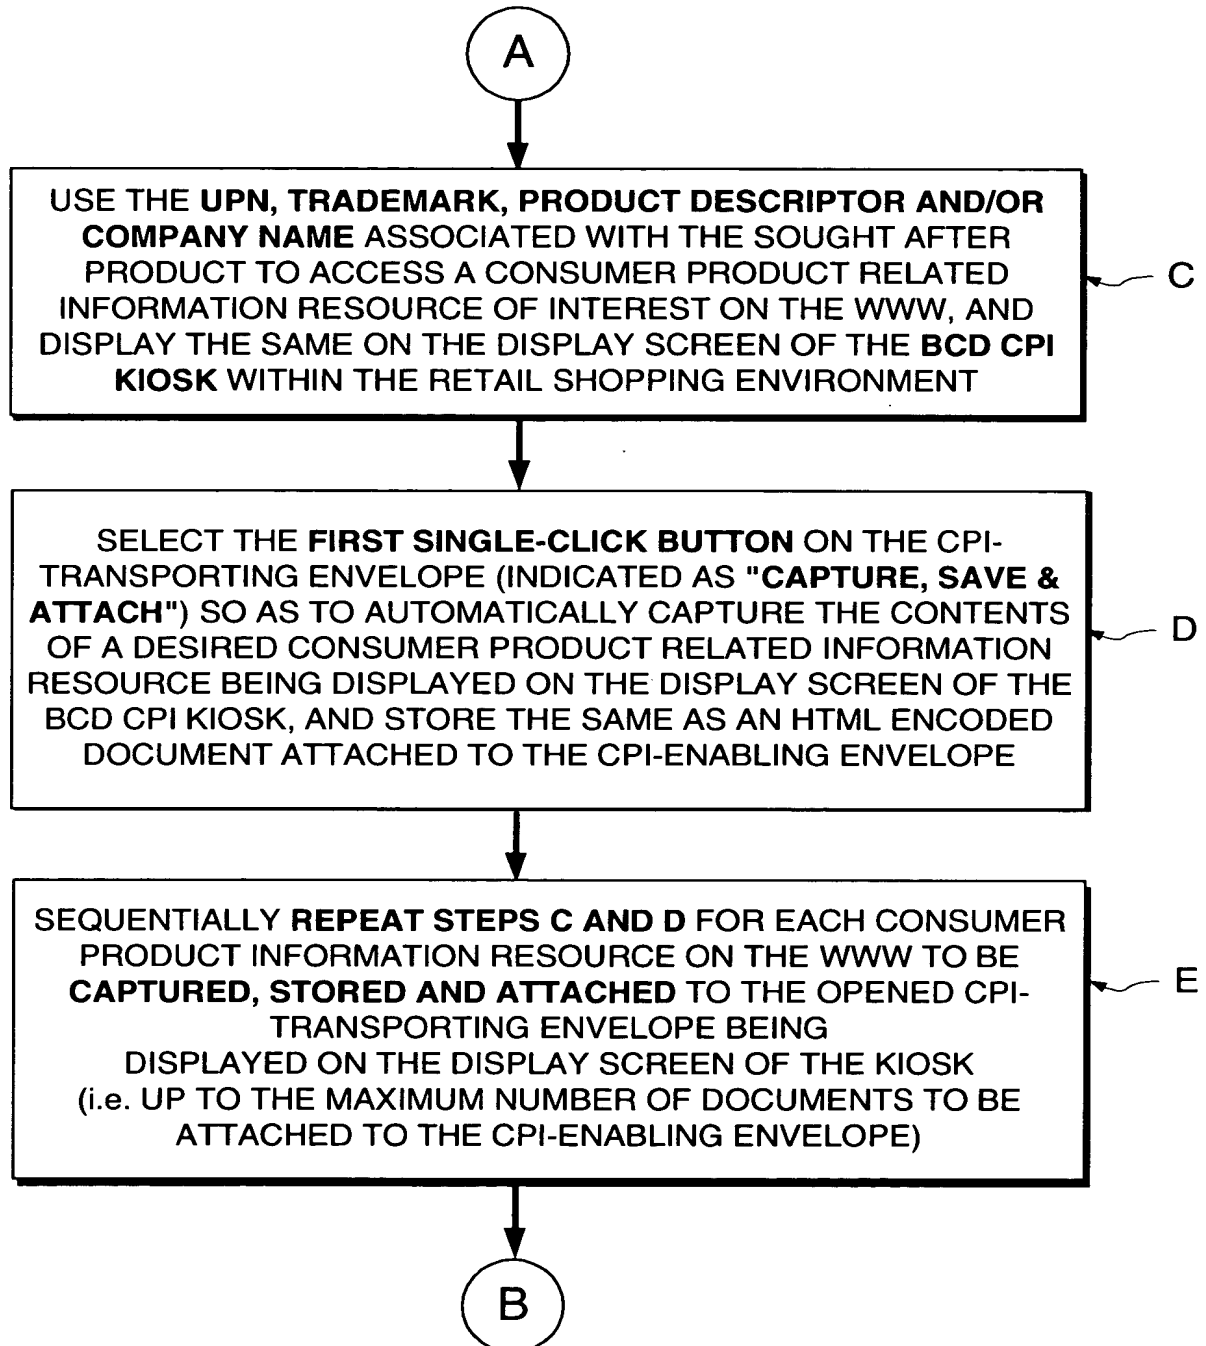 A
USE THE UPN, TRADEMARK, PRODUCT DESCRIPTOR AND/OR
COMPANY NAME ASSOCIATED WITH THE SOUGHT AFTER
PRODUCT TO ACCESS A CONSUMER PRODUCT RELATED
INFORMATION RESOURCE OF INTEREST ON THE WWW, AND
DISPLAY THE SAME ON THE DISPLAY SCREEN OF THE BCD CPI
KIOSK WITHIN THE RETAIL SHOPPING ENVIRONMENT
C
SELECT THE FIRST SINGLE-CLICK BUTTON ON THE CPI-
TRANSPORTING ENVELOPE (INDICATED AS "CAPTURE, SAVE &
ATTACH") SO AS TO AUTOMATICALLY CAPTURE THE CONTENTS
OF A DESIRED CONSUMER PRODUCT RELATED INFORMATION
RESOURCE BEING DISPLAYED ON THE DISPLAY SCREEN OF THE
BCD CPI KIOSK, AND STORE THE SAME AS AN HTML ENCODED
DOCUMENT ATTACHED TO THE CPI-ENABLING ENVELOPE
D
SEQUENTIALLY REPEAT STEPS C AND D FOR EACH CONSUMER
PRODUCT INFORMATION RESOURCE ON THE WWW TO BE
CAPTURED, STORED AND ATTACHED TO THE OPENED CPI-
TRANSPORTING ENVELOPE BEING
DISPLAYED ON THE DISPLAY SCREEN OF THE KIOSK
(i.e. UP TO THE MAXIMUM NUMBER OF DOCUMENTS TO BE
ATTACHED TO THE CPI-ENABLING ENVELOPE)
E
B